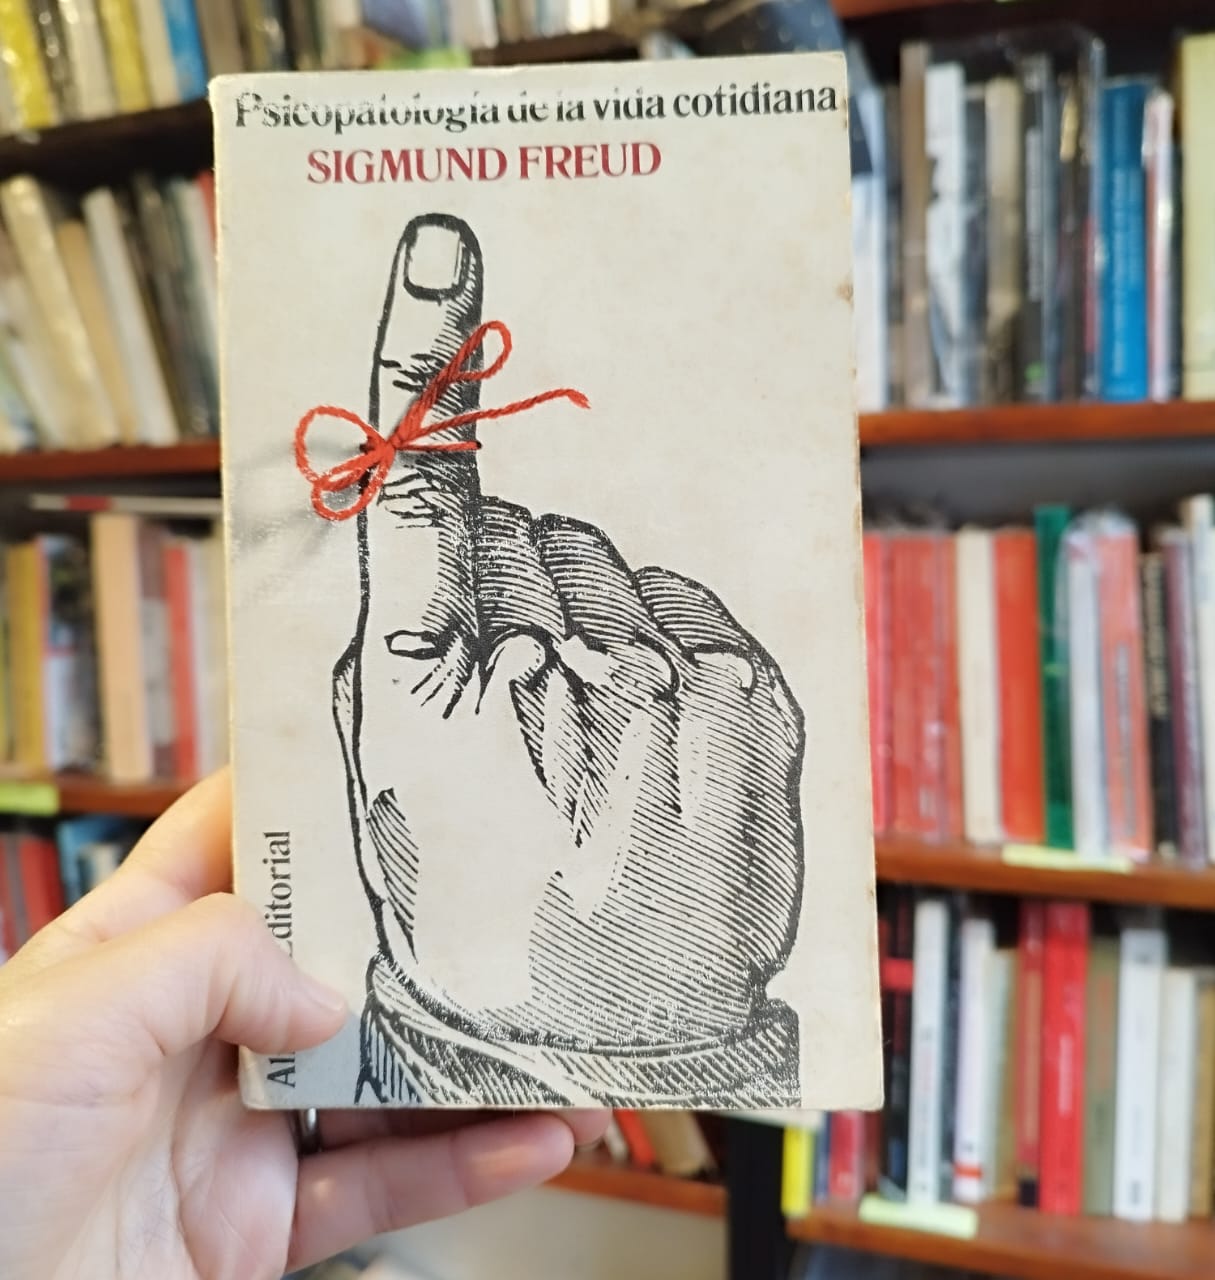 Psicopatología de la vida cotidiana
SIGMUND FREUD
Editorial